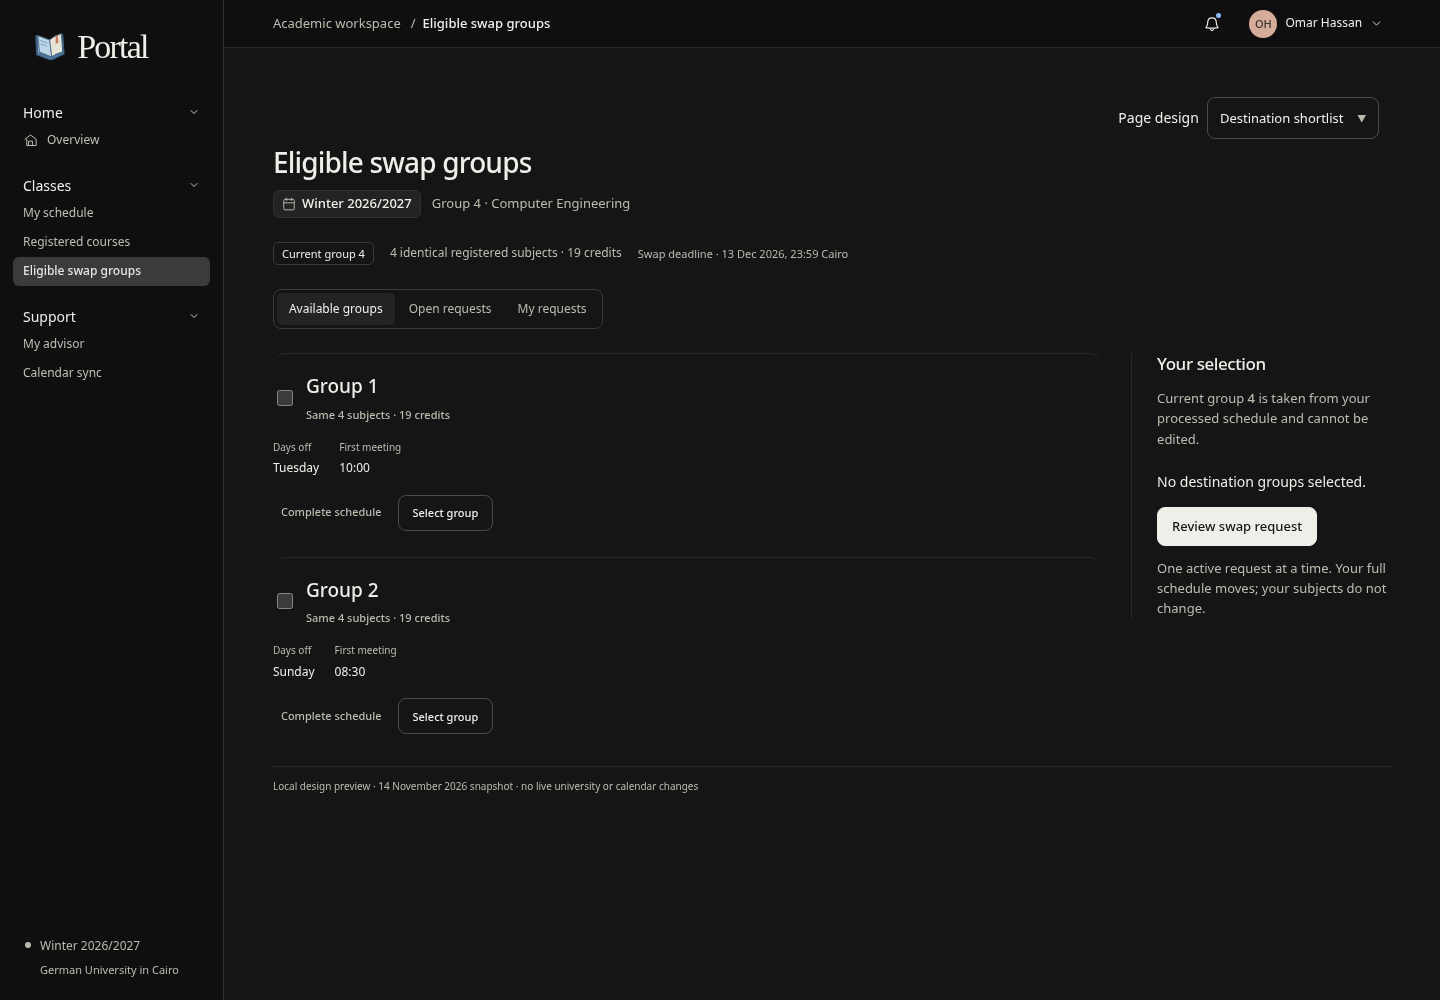 Portal
Home
Overview
Classes
My schedule
Registered courses
Eligible swap groups
Support
My advisor
Calendar sync
Winter 2026/2027
German University in Cairo
Academic workspace / Eligible swap groups
OH Omar Hassan
Page design Destination shortlist
Eligible swap groups
Winter 2026/2027 Group 4 · Computer Engineering
Current group 4 4 identical registered subjects · 19 credits Swap deadline · 13 Dec 2026, 23:59 Cairo
Available groups Open requests My requests
Group 1
Same 4 subjects · 19 credits
Days off First meeting
Tuesday 10:00
Complete schedule Select group
Group 2
Same 4 subjects · 19 credits
Days off First meeting
Sunday 08:30
Complete schedule Select group
Your selection
Current group 4 is taken from your
processed schedule and cannot be
edited.
No destination groups selected.
Review swap request
One active request at a time. Your full
schedule moves; your subjects do not
change.
Local design preview · 14 November 2026 snapshot · no live university or calendar changes